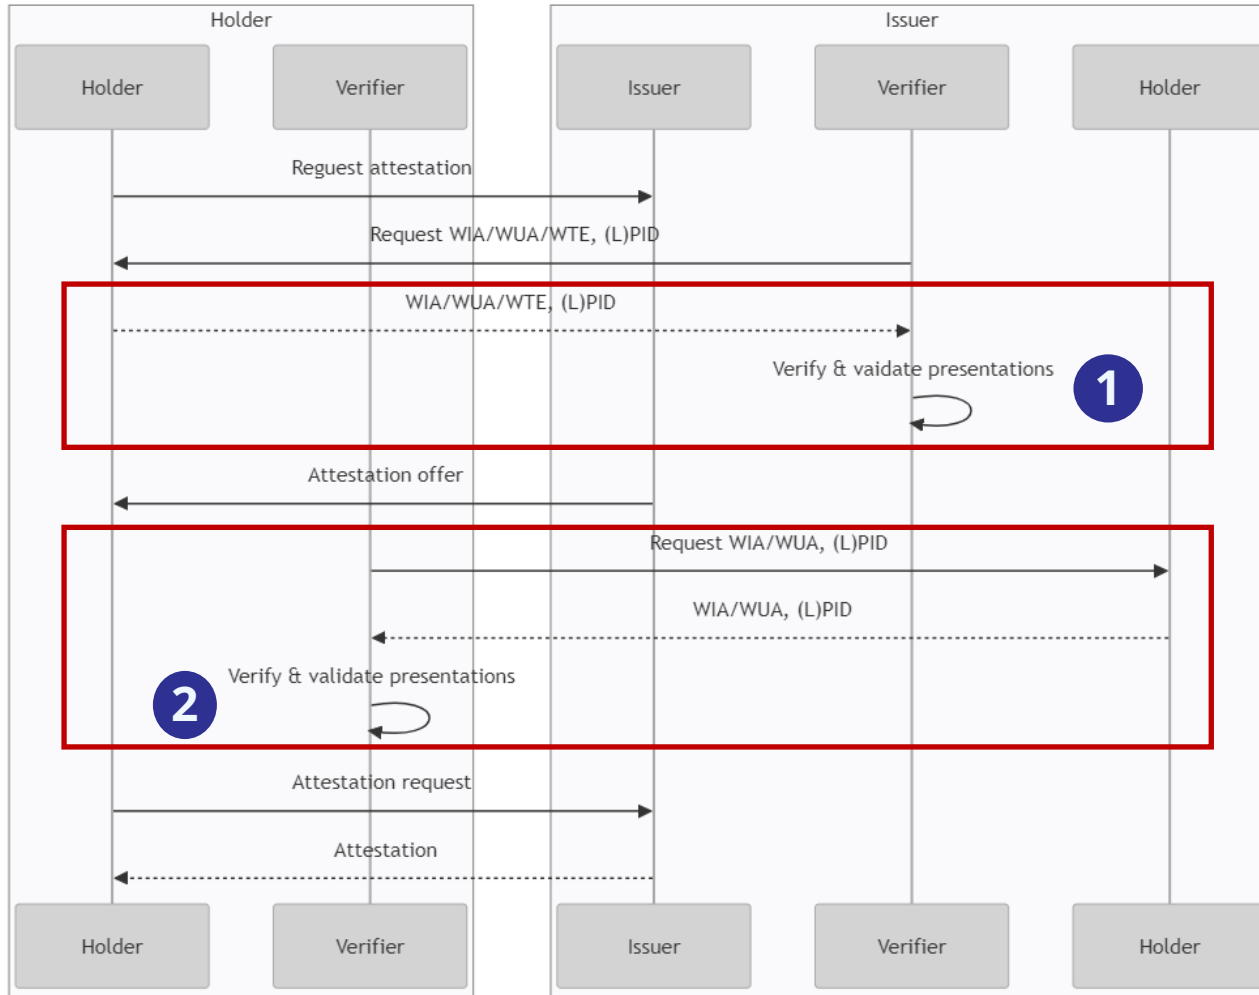 Holder
Issuer
Holder
Verifier
Issuer
Verifier
Holder
Reguest attestation
Request WIA/WUA/WTE, (L)PID
WIA/WUA/WTE, (L)PID
Verify & vaidate presentations
1
Attestation offer
Request WIA/WUA, (L)PID
WIA/WUA, (L)PID
Verify & validate presentations
2
Attestation request
Attestation
Holder
Verifier
Issuer
Verifier
Holder